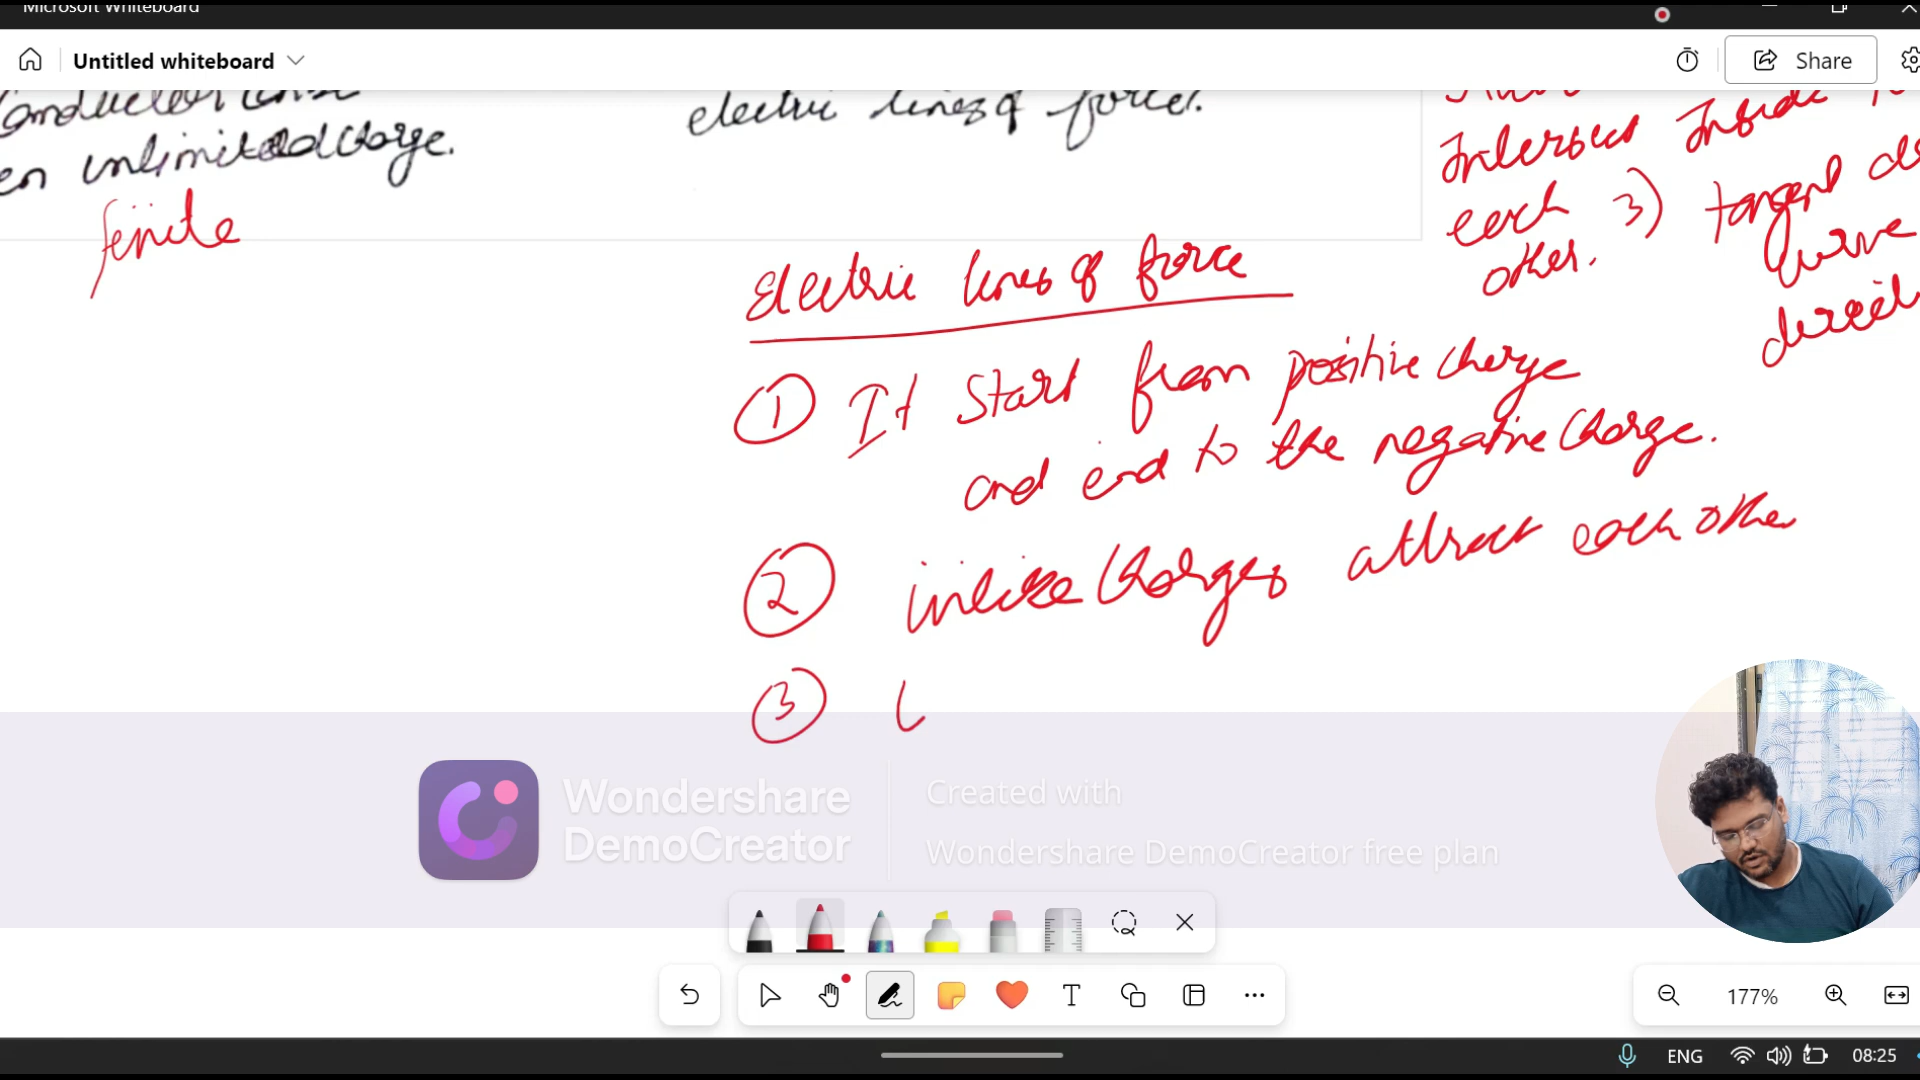 Microsoft Whiteboard
Untitled whiteboard
Share
en unlimited charge.
finite
electric lines of force.
Intersect Inside
each 3) tangent
other. curve
Electric lines of force
① It start from positive charge
and end to the negative charge.
② unlike charges attract each other
③ L
Wondershare
DemoCreator
Created with
Wondershare DemoCreator free plan
177%
ENG
08:25